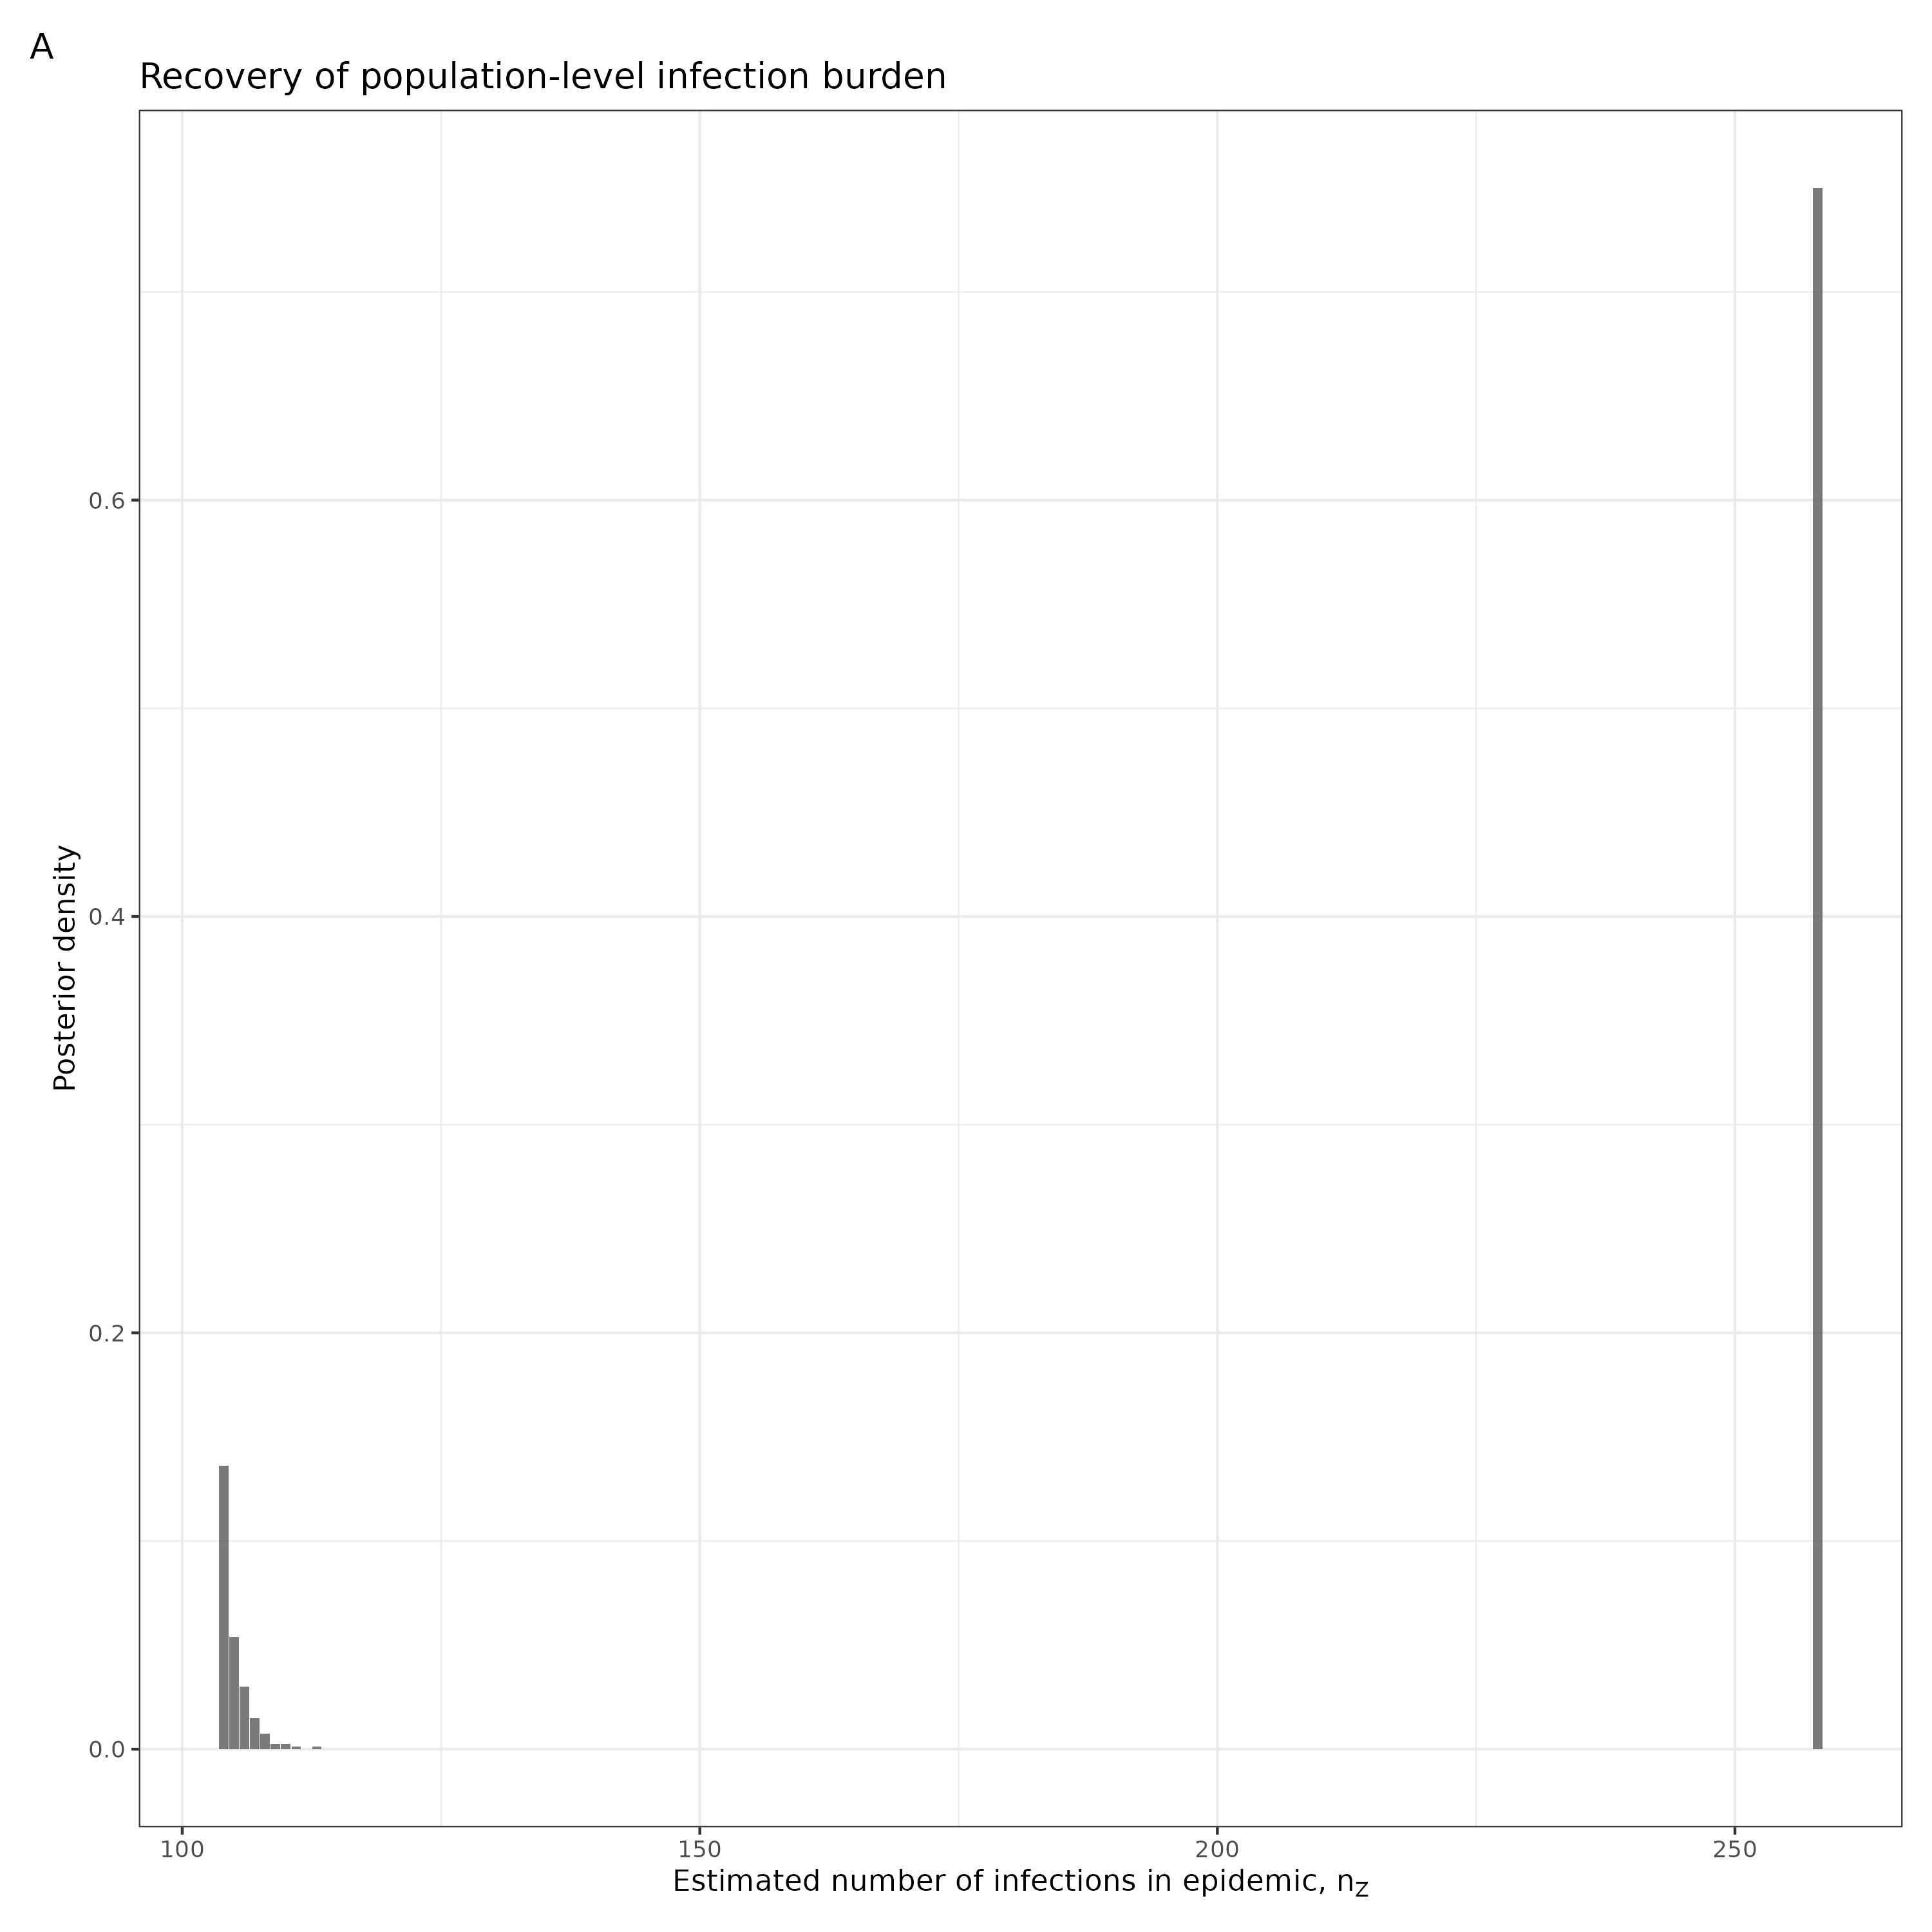 A
Recovery of population-level infection burden
Posterior density
0.6
0.4
0.2
0.0
100 150 200 250
Estimated number of infections in epidemic, n_Z